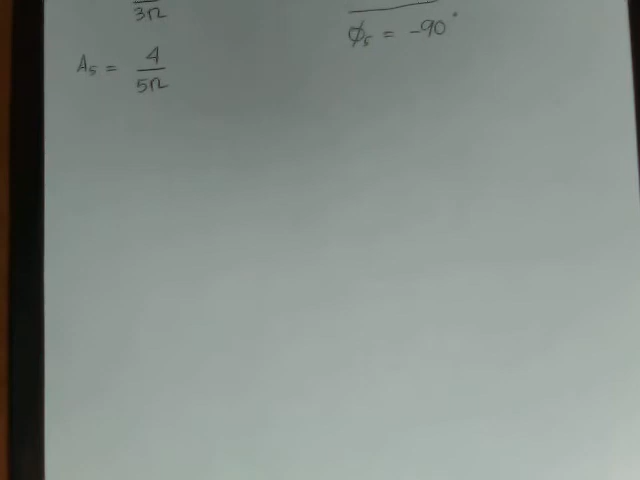 3π
ϕ₅ = -90°
A₅ = 4/5π